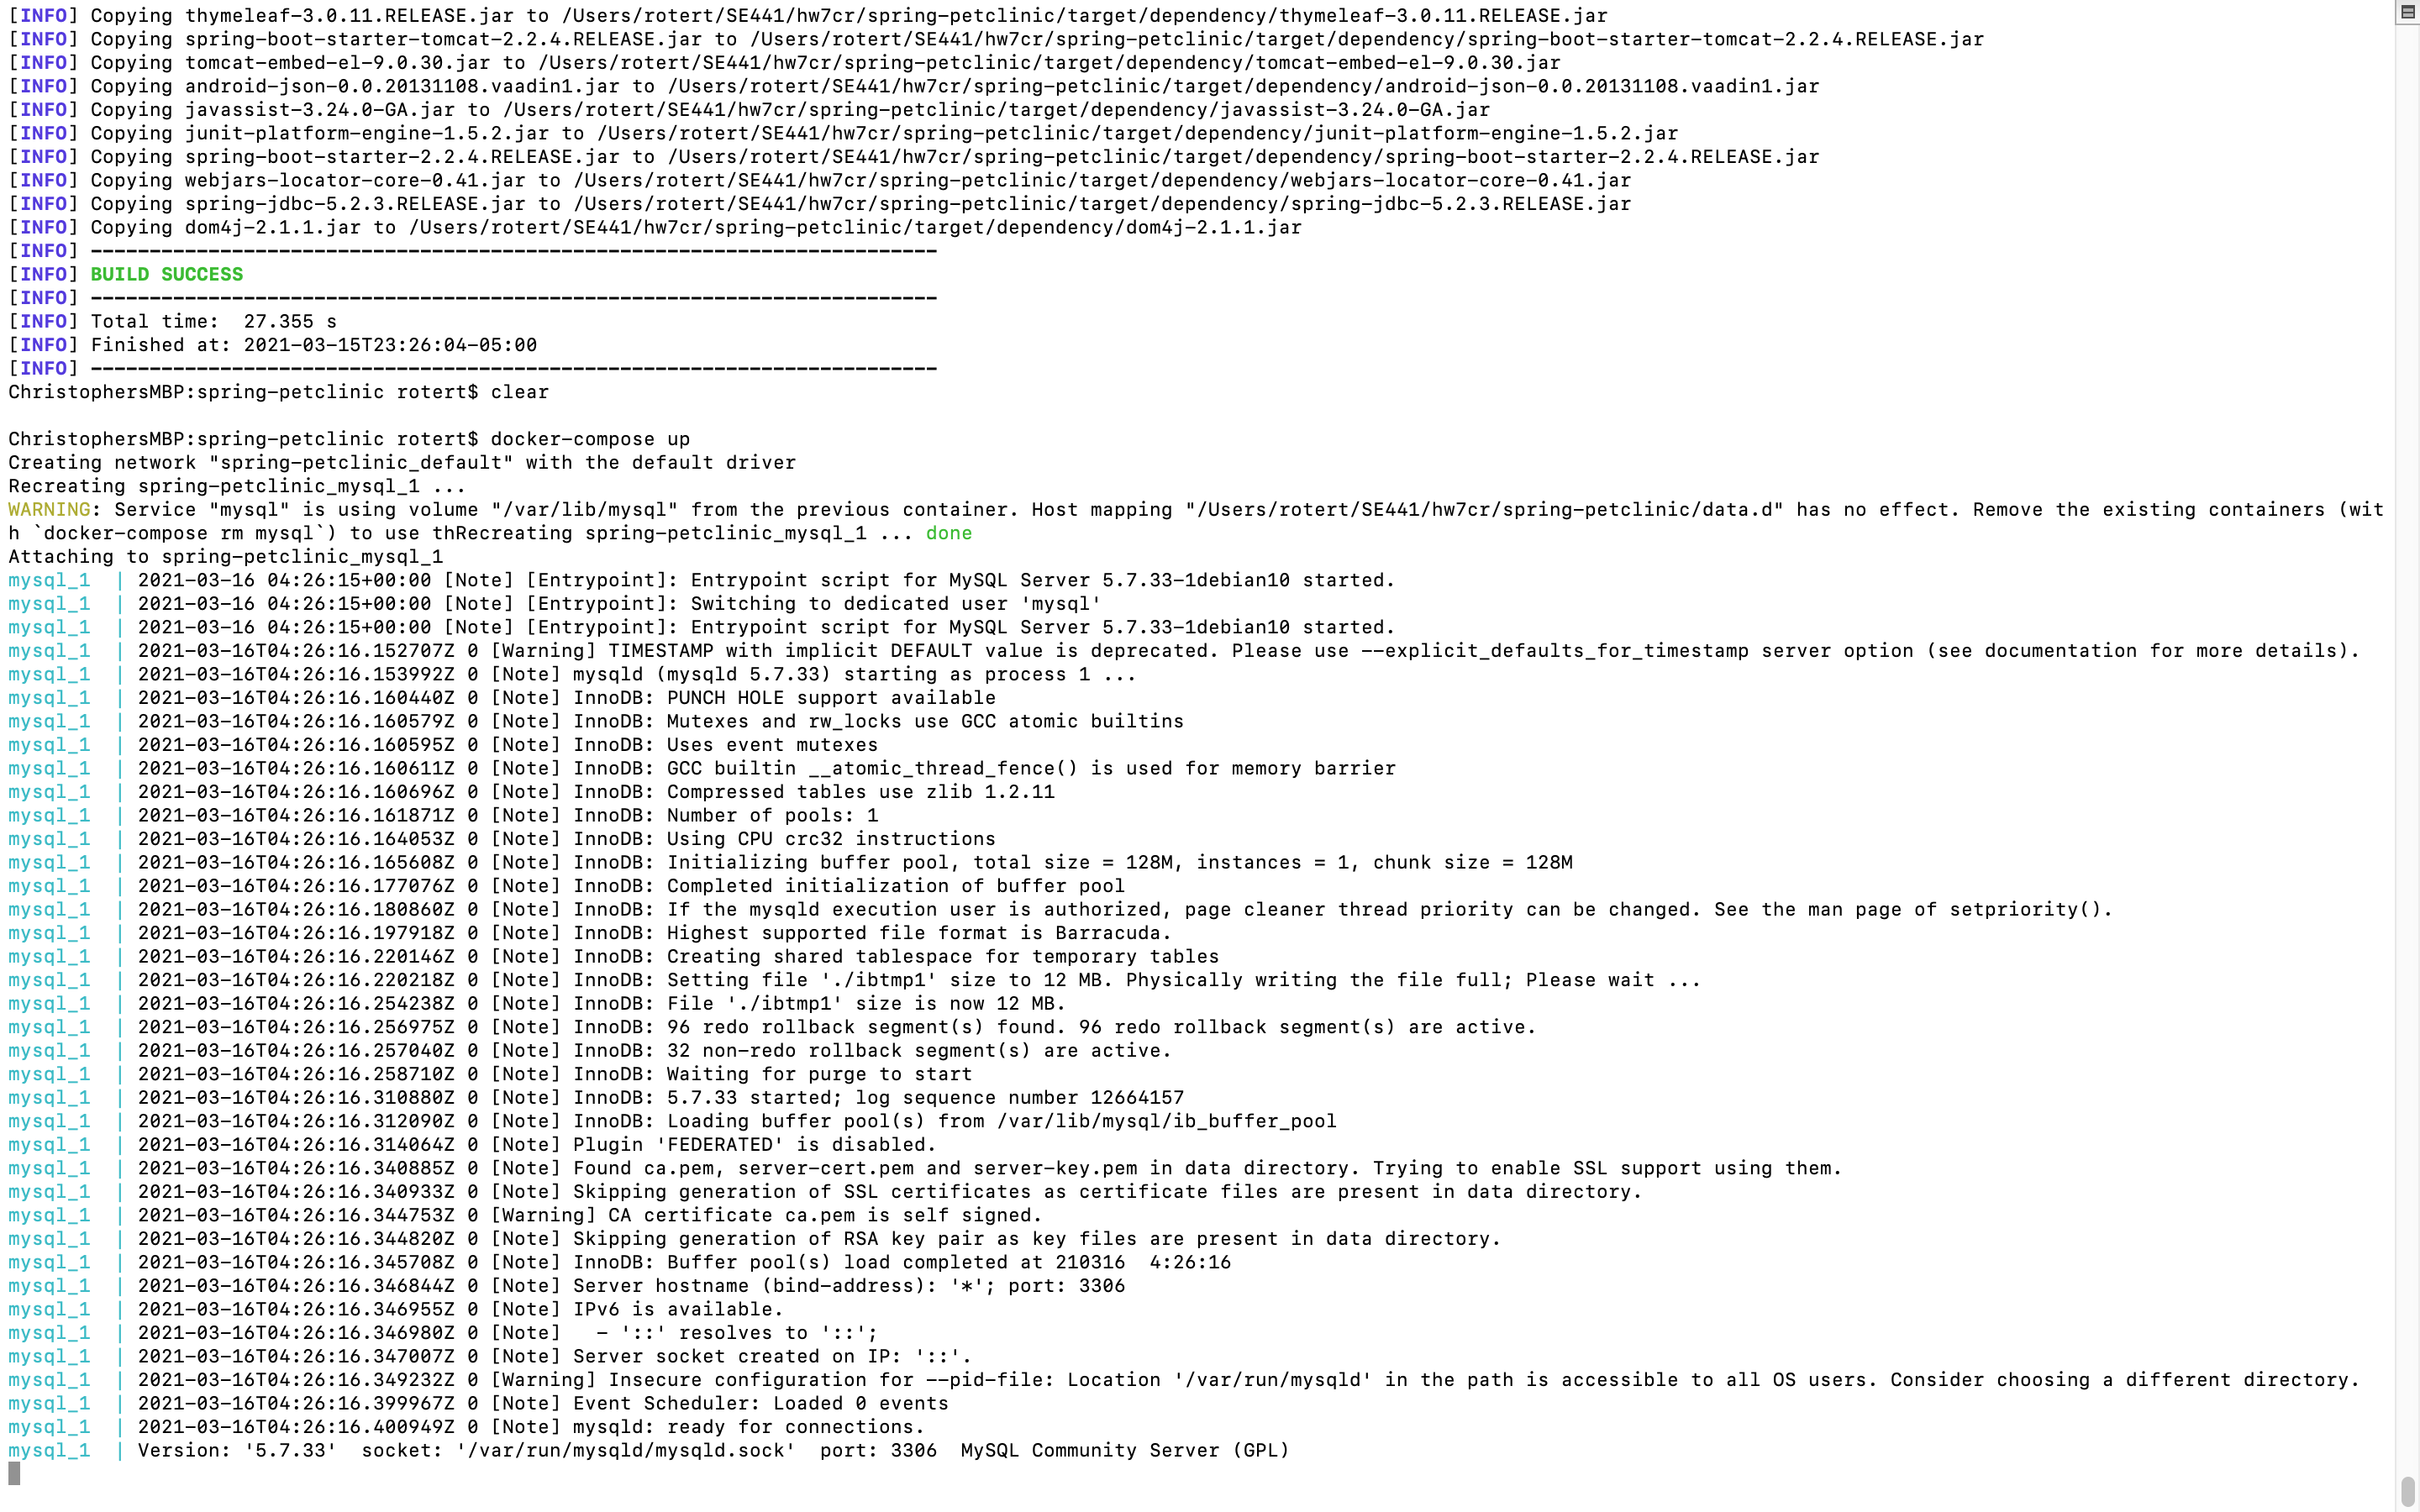 [INFO] Copying thymeleaf-3.0.11.RELEASE.jar to /Users/rotert/SE441/hw7cr/spring-petclinic/target/dependency/thymeleaf-3.0.11.RELEASE.jar
[INFO] Copying spring-boot-starter-tomcat-2.2.4.RELEASE.jar to /Users/rotert/SE441/hw7cr/spring-petclinic/target/dependency/spring-boot-starter-tomcat-2.2.4.RELEASE.jar
[INFO] Copying tomcat-embed-el-9.0.30.jar to /Users/rotert/SE441/hw7cr/spring-petclinic/target/dependency/tomcat-embed-el-9.0.30.jar
[INFO] Copying android-json-0.0.20131108.vaadin1.jar to /Users/rotert/SE441/hw7cr/spring-petclinic/target/dependency/android-json-0.0.20131108.vaadin1.jar
[INFO] Copying javassist-3.24.0-GA.jar to /Users/rotert/SE441/hw7cr/spring-petclinic/target/dependency/javassist-3.24.0-GA.jar
[INFO] Copying junit-platform-engine-1.5.2.jar to /Users/rotert/SE441/hw7cr/spring-petclinic/target/dependency/junit-platform-engine-1.5.2.jar
[INFO] Copying spring-boot-starter-2.2.4.RELEASE.jar to /Users/rotert/SE441/hw7cr/spring-petclinic/target/dependency/spring-boot-starter-2.2.4.RELEASE.jar
[INFO] Copying webjars-locator-core-0.41.jar to /Users/rotert/SE441/hw7cr/spring-petclinic/target/dependency/webjars-locator-core-0.41.jar
[INFO] Copying spring-jdbc-5.2.3.RELEASE.jar to /Users/rotert/SE441/hw7cr/spring-petclinic/target/dependency/spring-jdbc-5.2.3.RELEASE.jar
[INFO] Copying dom4j-2.1.1.jar to /Users/rotert/SE441/hw7cr/spring-petclinic/target/dependency/dom4j-2.1.1.jar
[INFO] ------------------------------------------------------------------------
[INFO] BUILD SUCCESS
[INFO] ------------------------------------------------------------------------
[INFO] Total time:  27.355 s
[INFO] Finished at: 2021-03-15T23:26:04-05:00
[INFO] ------------------------------------------------------------------------
ChristophersMBP:spring-petclinic rotert$ clear
ChristophersMBP:spring-petclinic rotert$ docker-compose up
Creating network "spring-petclinic_default" with the default driver
Recreating spring-petclinic_mysql_1 ...
WARNING: Service "mysql" is using volume "/var/lib/mysql" from the previous container. Host mapping "/Users/rotert/SE441/hw7cr/spring-petclinic/data.d" has no effect. Remove the existing containers (wit
h `docker-compose rm mysql`) to use thRecreating spring-petclinic_mysql_1 ... done
Attaching to spring-petclinic_mysql_1
mysql_1  | 2021-03-16 04:26:15+00:00 [Note] [Entrypoint]: Entrypoint script for MySQL Server 5.7.33-1debian10 started.
mysql_1  | 2021-03-16 04:26:15+00:00 [Note] [Entrypoint]: Switching to dedicated user 'mysql'
mysql_1  | 2021-03-16 04:26:15+00:00 [Note] [Entrypoint]: Entrypoint script for MySQL Server 5.7.33-1debian10 started.
mysql_1  | 2021-03-16T04:26:16.152707Z 0 [Warning] TIMESTAMP with implicit DEFAULT value is deprecated. Please use --explicit_defaults_for_timestamp server option (see documentation for more details).
mysql_1  | 2021-03-16T04:26:16.153992Z 0 [Note] mysqld (mysqld 5.7.33) starting as process 1 ...
mysql_1  | 2021-03-16T04:26:16.160440Z 0 [Note] InnoDB: PUNCH HOLE support available
mysql_1  | 2021-03-16T04:26:16.160579Z 0 [Note] InnoDB: Mutexes and rw_locks use GCC atomic builtins
mysql_1  | 2021-03-16T04:26:16.160595Z 0 [Note] InnoDB: Uses event mutexes
mysql_1  | 2021-03-16T04:26:16.160611Z 0 [Note] InnoDB: GCC builtin __atomic_thread_fence() is used for memory barrier
mysql_1  | 2021-03-16T04:26:16.160696Z 0 [Note] InnoDB: Compressed tables use zlib 1.2.11
mysql_1  | 2021-03-16T04:26:16.161871Z 0 [Note] InnoDB: Number of pools: 1
mysql_1  | 2021-03-16T04:26:16.164053Z 0 [Note] InnoDB: Using CPU crc32 instructions
mysql_1  | 2021-03-16T04:26:16.165608Z 0 [Note] InnoDB: Initializing buffer pool, total size = 128M, instances = 1, chunk size = 128M
mysql_1  | 2021-03-16T04:26:16.177076Z 0 [Note] InnoDB: Completed initialization of buffer pool
mysql_1  | 2021-03-16T04:26:16.180860Z 0 [Note] InnoDB: If the mysqld execution user is authorized, page cleaner thread priority can be changed. See the man page of setpriority().
mysql_1  | 2021-03-16T04:26:16.197918Z 0 [Note] InnoDB: Highest supported file format is Barracuda.
mysql_1  | 2021-03-16T04:26:16.220146Z 0 [Note] InnoDB: Creating shared tablespace for temporary tables
mysql_1  | 2021-03-16T04:26:16.220218Z 0 [Note] InnoDB: Setting file './ibtmp1' size to 12 MB. Physically writing the file full; Please wait ...
mysql_1  | 2021-03-16T04:26:16.254238Z 0 [Note] InnoDB: File './ibtmp1' size is now 12 MB.
mysql_1  | 2021-03-16T04:26:16.256975Z 0 [Note] InnoDB: 96 redo rollback segment(s) found. 96 redo rollback segment(s) are active.
mysql_1  | 2021-03-16T04:26:16.257040Z 0 [Note] InnoDB: 32 non-redo rollback segment(s) are active.
mysql_1  | 2021-03-16T04:26:16.258710Z 0 [Note] InnoDB: Waiting for purge to start
mysql_1  | 2021-03-16T04:26:16.310880Z 0 [Note] InnoDB: 5.7.33 started; log sequence number 12664157
mysql_1  | 2021-03-16T04:26:16.312090Z 0 [Note] InnoDB: Loading buffer pool(s) from /var/lib/mysql/ib_buffer_pool
mysql_1  | 2021-03-16T04:26:16.314064Z 0 [Note] Plugin 'FEDERATED' is disabled.
mysql_1  | 2021-03-16T04:26:16.340885Z 0 [Note] Found ca.pem, server-cert.pem and server-key.pem in data directory. Trying to enable SSL support using them.
mysql_1  | 2021-03-16T04:26:16.340933Z 0 [Note] Skipping generation of SSL certificates as certificate files are present in data directory.
mysql_1  | 2021-03-16T04:26:16.344753Z 0 [Warning] CA certificate ca.pem is self signed.
mysql_1  | 2021-03-16T04:26:16.344820Z 0 [Note] Skipping generation of RSA key pair as key files are present in data directory.
mysql_1  | 2021-03-16T04:26:16.345708Z 0 [Note] InnoDB: Buffer pool(s) load completed at 210316  4:26:16
mysql_1  | 2021-03-16T04:26:16.346844Z 0 [Note] Server hostname (bind-address): '*'; port: 3306
mysql_1  | 2021-03-16T04:26:16.346955Z 0 [Note] IPv6 is available.
mysql_1  | 2021-03-16T04:26:16.346980Z 0 [Note]   - '::' resolves to '::';
mysql_1  | 2021-03-16T04:26:16.347007Z 0 [Note] Server socket created on IP: '::'.
mysql_1  | 2021-03-16T04:26:16.349232Z 0 [Warning] Insecure configuration for --pid-file: Location '/var/run/mysqld' in the path is accessible to all OS users. Consider choosing a different directory.
mysql_1  | 2021-03-16T04:26:16.399967Z 0 [Note] Event Scheduler: Loaded 0 events
mysql_1  | 2021-03-16T04:26:16.400949Z 0 [Note] mysqld: ready for connections.
mysql_1  | Version: '5.7.33'  socket: '/var/run/mysqld/mysqld.sock'  port: 3306  MySQL Community Server (GPL)